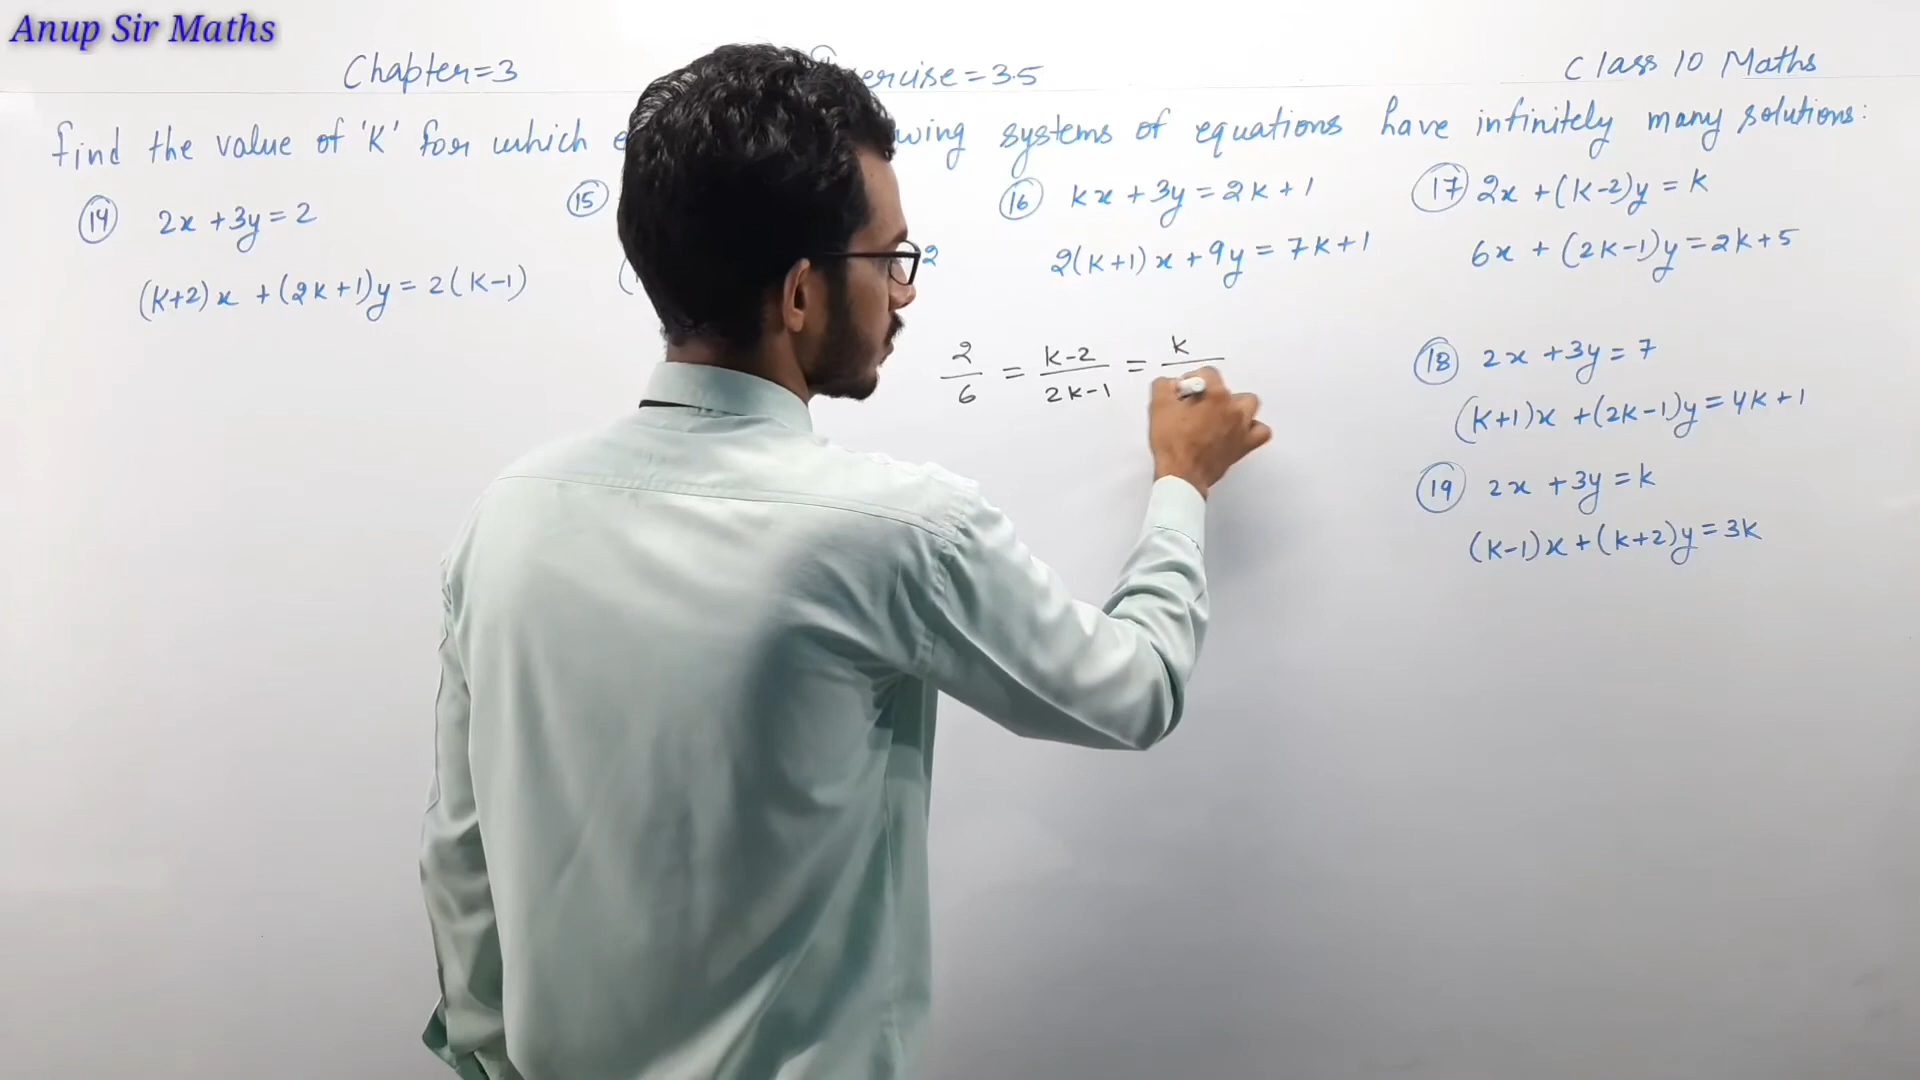 Anup Sir Maths
Chapter=3 ercise=3.5 Class 10 Maths
find the value of 'K' for which wing systems of equations have infinitely many solutions:
14 2x+3y=2
(K+2)x+(2K+1)y=2(K-1)
15
2
16 Kx+3y=2K+1
2(K+1)x+9y=7K+1
17 2x+(K-2)y=K
6x+(2K-1)y=2K+5
2/6 = K-2/2K-1 = K
18 2x+3y=7
(K+1)x+(2K-1)y=4K+1
19 2x+3y=K
(K-1)x+(K+2)y=3K